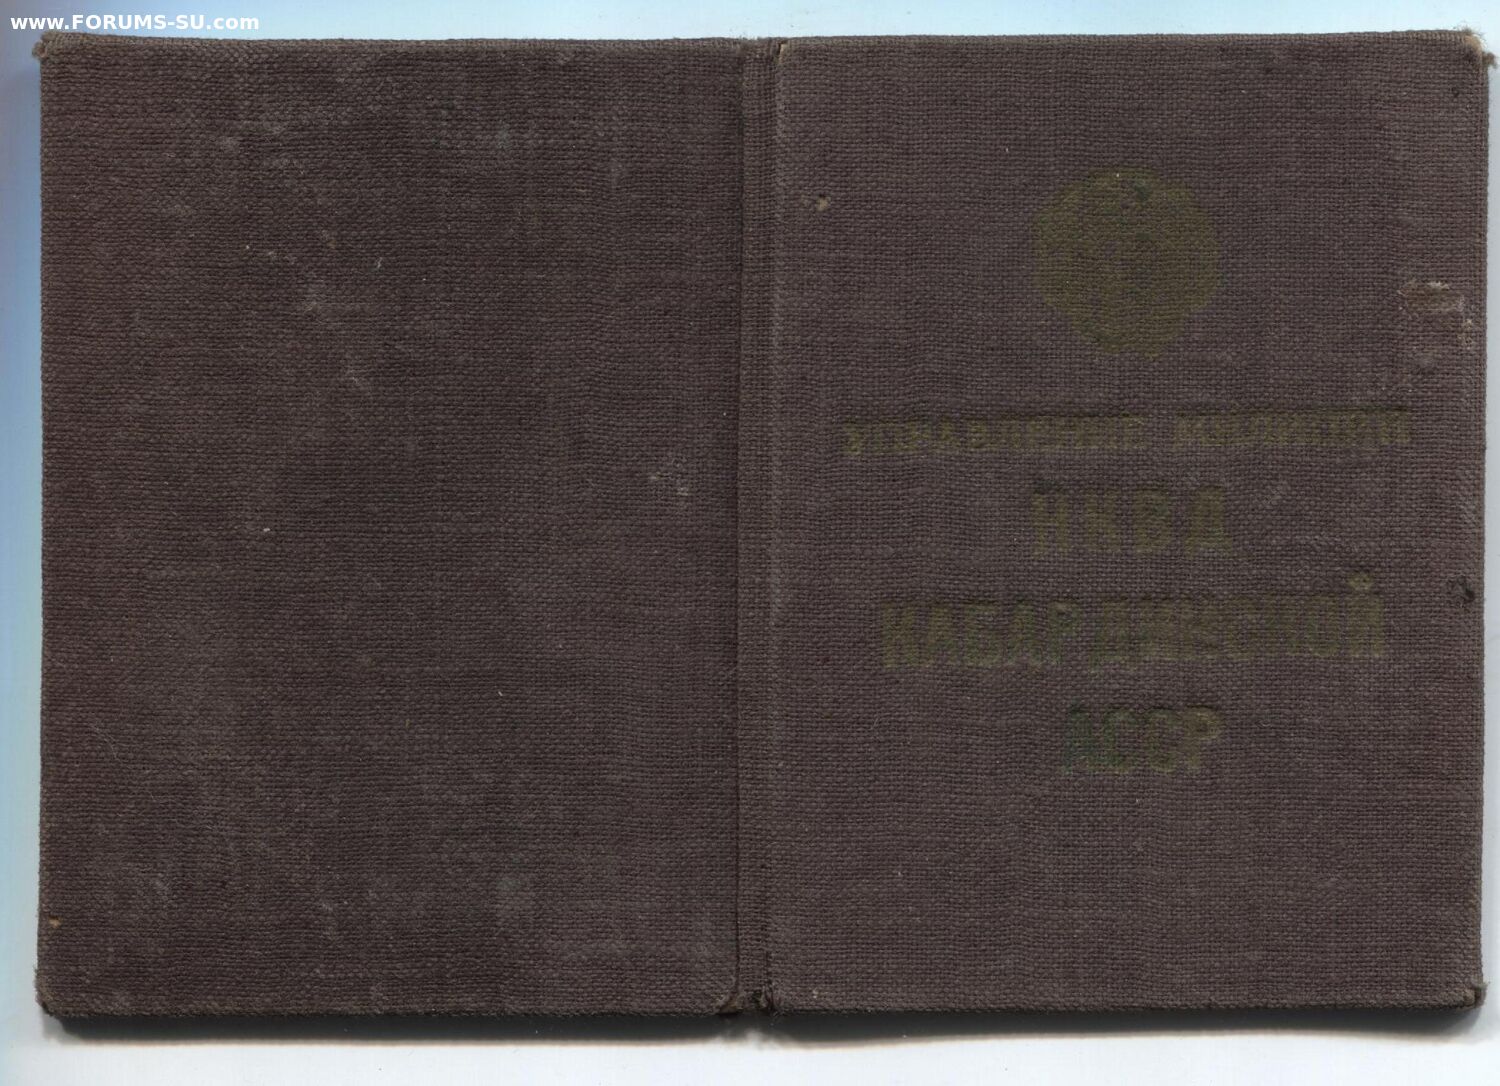 www.FORUMS-SU.com
УПРАВЛЕНИЕ МИЛИЦИИ
НКВД
КАБАРДИНСКОЙ
АССР